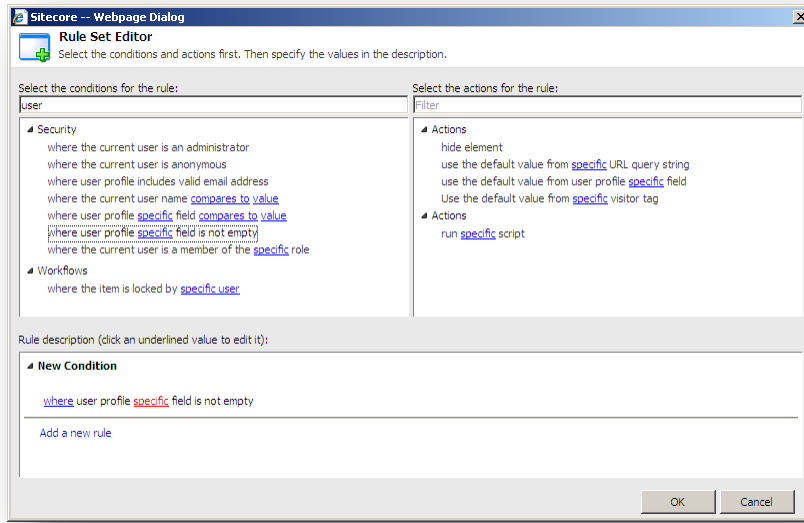 Sitecore -- Webpage Dialog
Rule Set Editor
Select the conditions and actions first. Then specify the values in the description.
Select the conditions for the rule:
user
Security
where the current user is an administrator
where the current user is anonymous
where user profile includes valid email address
where the current user name compares to value
where user profile specific field compares to value
where user profile specific field is not empty
where the current user is a member of the specific role
Workflows
where the item is locked by specific user
Select the actions for the rule:
Filter
Actions
hide element
use the default value from specific URL query string
use the default value from user profile specific field
Use the default value from specific visitor tag
Actions
run specific script
Rule description (click an underlined value to edit it):
New Condition
where user profile specific field is not empty
Add a new rule
OK
Cancel